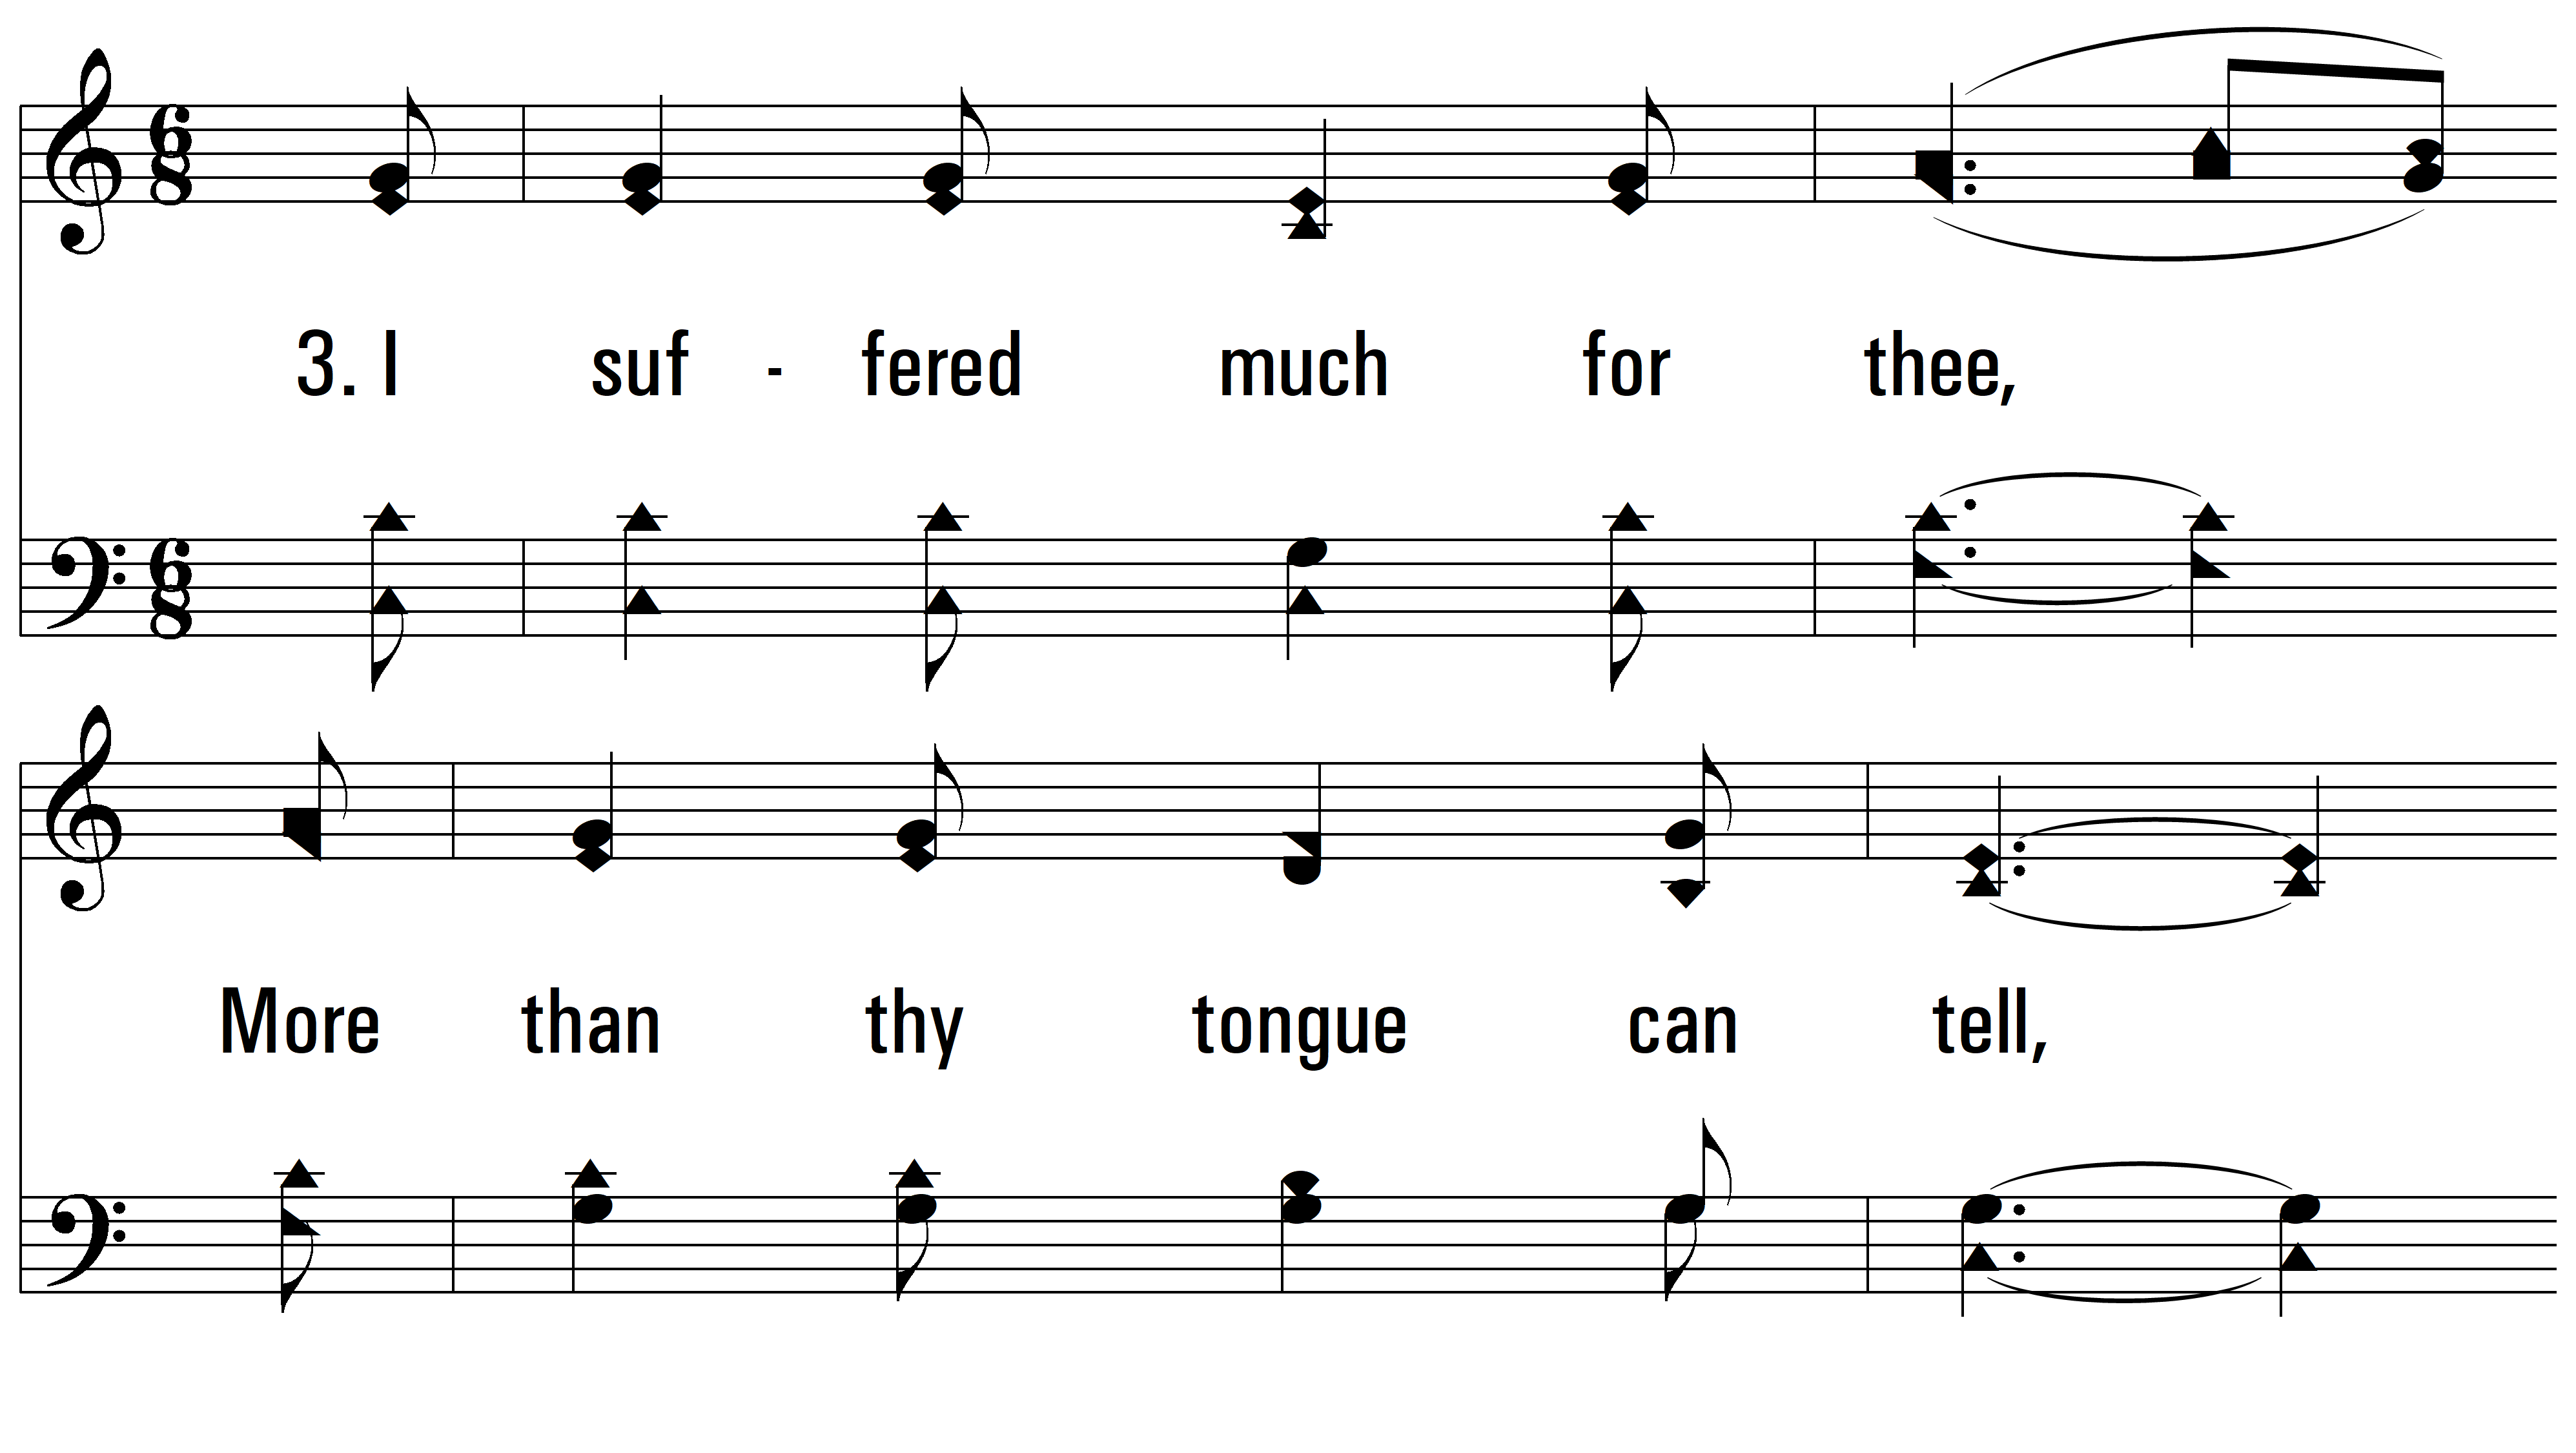 3. I suf - fered much for thee,
More than thy tongue can tell,